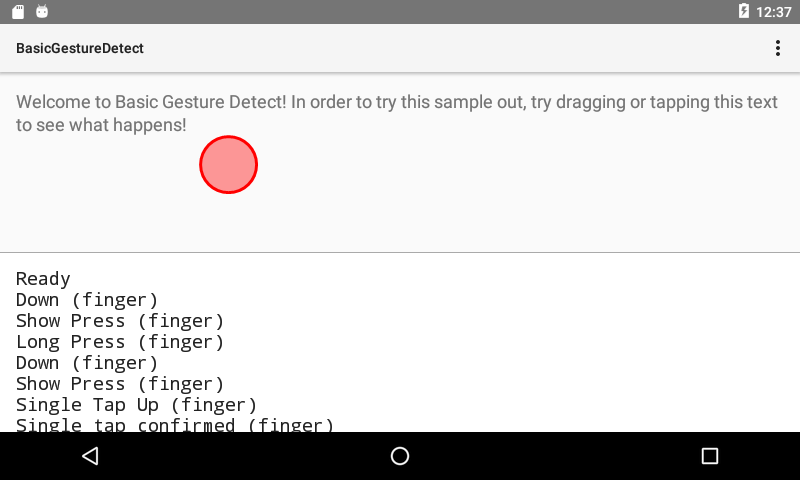 12:37
BasicGestureDetect
Welcome to Basic Gesture Detect! In order to try this sample out, try dragging or tapping this text
to see what happens!
Ready
Down (finger)
Show Press (finger)
Long Press (finger)
Down (finger)
Show Press (finger)
Single Tap Up (finger)
Single tap confirmed (finger)